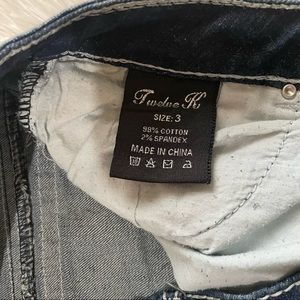 Twelve K
SIZE: 3
98% COTTON
2% SPANDEX
MADE IN CHINA